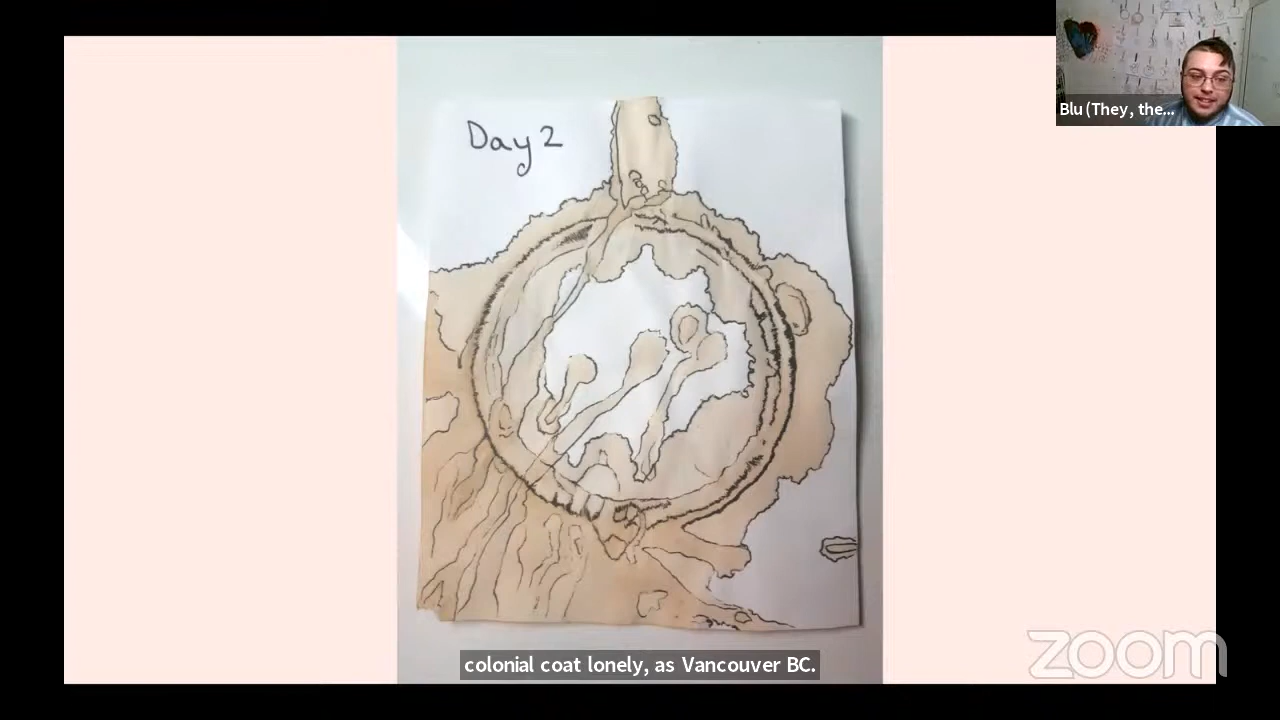 Blu (They, the...
Day 2
colonial coat lonely, as Vancouver BC.
zoom